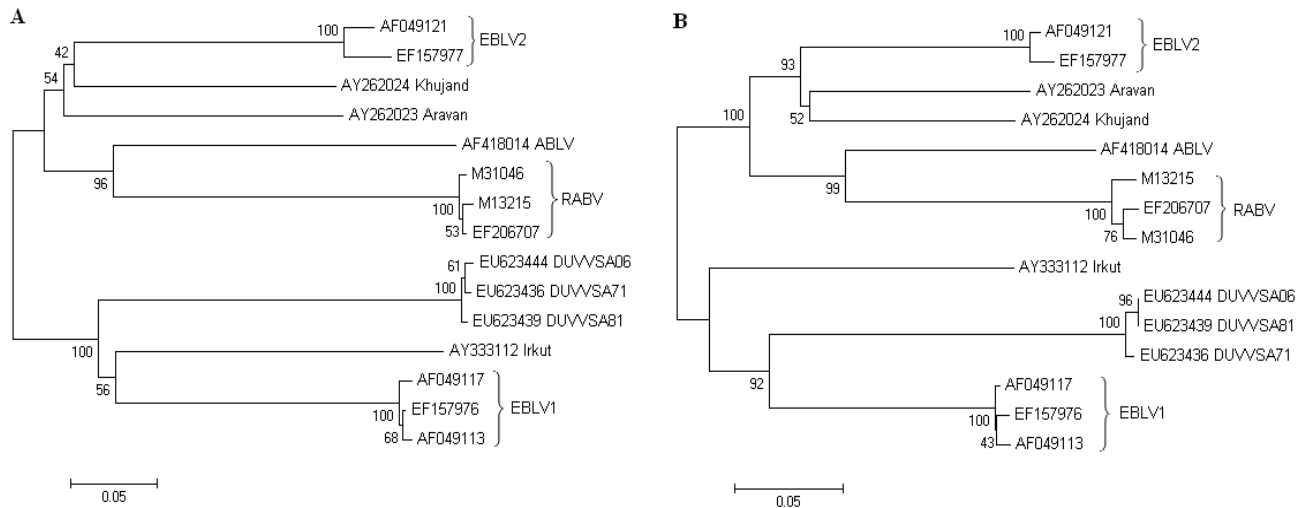 A
100
AF049121
EF157977
EBLV2
42
54
AY262024 Khujand
AY262023 Aravan
AF418014 ABLV
96
M31046
M13215
EF206707
100
53
RABV
61
EU623444 DUVVSA06
100
EU623436 DUVVSA71
EU623439 DUVVSA81
100
AY333112 Irkut
56
AF049117
100
EF157976
68
AF049113
EBLV1
0.05
B
100
AF049121
EF157977
EBLV2
93
AY262023 Aravan
100
52
AY262024 Khujand
AF418014 ABLV
99
M13215
100
EF206707
76
M31046
RABV
AY333112 Irkut
96
EU623444 DUVVSA06
100
EU623439 DUVVSA81
EU623436 DUVVSA71
92
AF049117
100
EF157976
43
AF049113
EBLV1
0.05